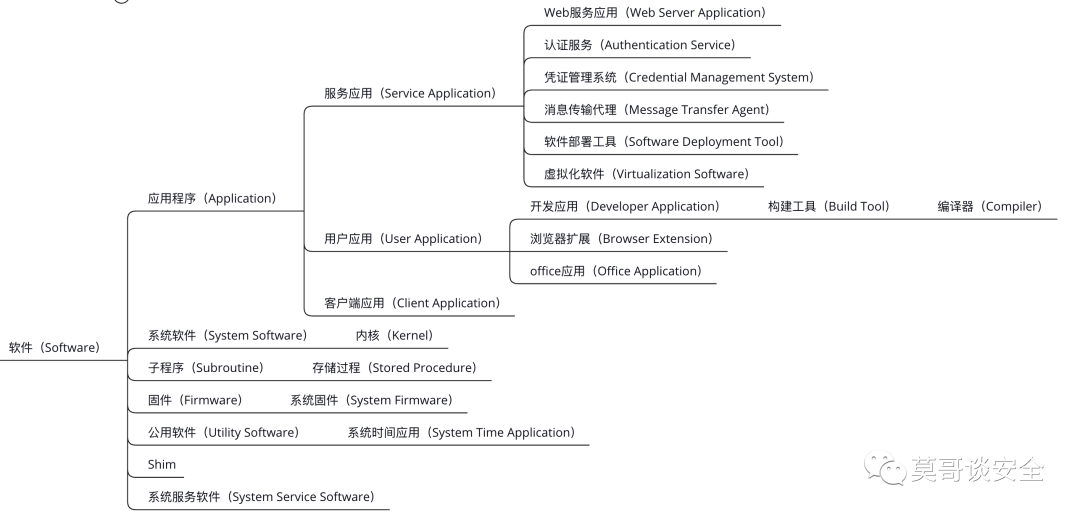 Web服务应用（Web Server Application）
认证服务（Authentication Service）
凭证管理系统（Credential Management System）
服务应用（Service Application）
消息传输代理（Message Transfer Agent）
软件部署工具（Software Deployment Tool）
虚拟化软件（Virtualization Software）
应用程序（Application）
开发应用（Developer Application）
构建工具（Build Tool）
编译器（Compiler）
用户应用（User Application）
浏览器扩展（Browser Extension）
office应用（Office Application）
客户端应用（Client Application）
软件（Software）
系统软件（System Software）
内核（Kernel）
子程序（Subroutine）
存储过程（Stored Procedure）
固件（Firmware）
系统固件（System Firmware）
公用软件（Utility Software）
系统时间应用（System Time Application）
Shim
系统服务软件（System Service Software）
莫哥谈安全